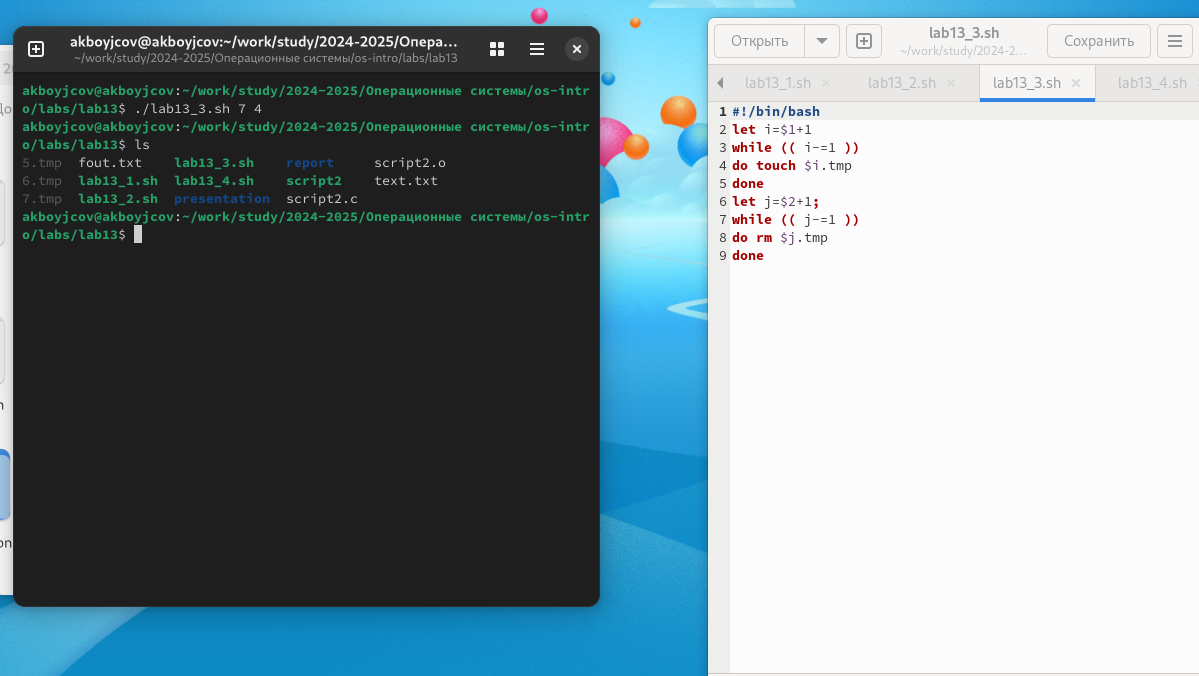 akboyjcov@akboyjcov:~/work/study/2024-2025/Опера...
~/work/study/2024-2025/Операционные системы/os-intro/labs/lab13
akboyjcov@akboyjcov:~/work/study/2024-2025/Операционные системы/os-intr
o/labs/lab13$ ./lab13_3.sh 7 4
akboyjcov@akboyjcov:~/work/study/2024-2025/Операционные системы/os-intr
o/labs/lab13$ ls
5.tmp fout.txt lab13_3.sh report script2.o
6.tmp lab13_1.sh lab13_4.sh script2 text.txt
7.tmp lab13_2.sh presentation script2.c
akboyjcov@akboyjcov:~/work/study/2024-2025/Операционные системы/os-intr
o/labs/lab13$
Открыть
lab13_3.sh
~/work/study/2024-2...
Сохранить
lab13_1.sh lab13_2.sh lab13_3.sh lab13_4.sh
1 #!/bin/bash
2 let i=$1+1
3 while (( i-=1 ))
4 do touch $i.tmp
5 done
6 let j=$2+1;
7 while (( j-=1 ))
8 do rm $j.tmp
9 done